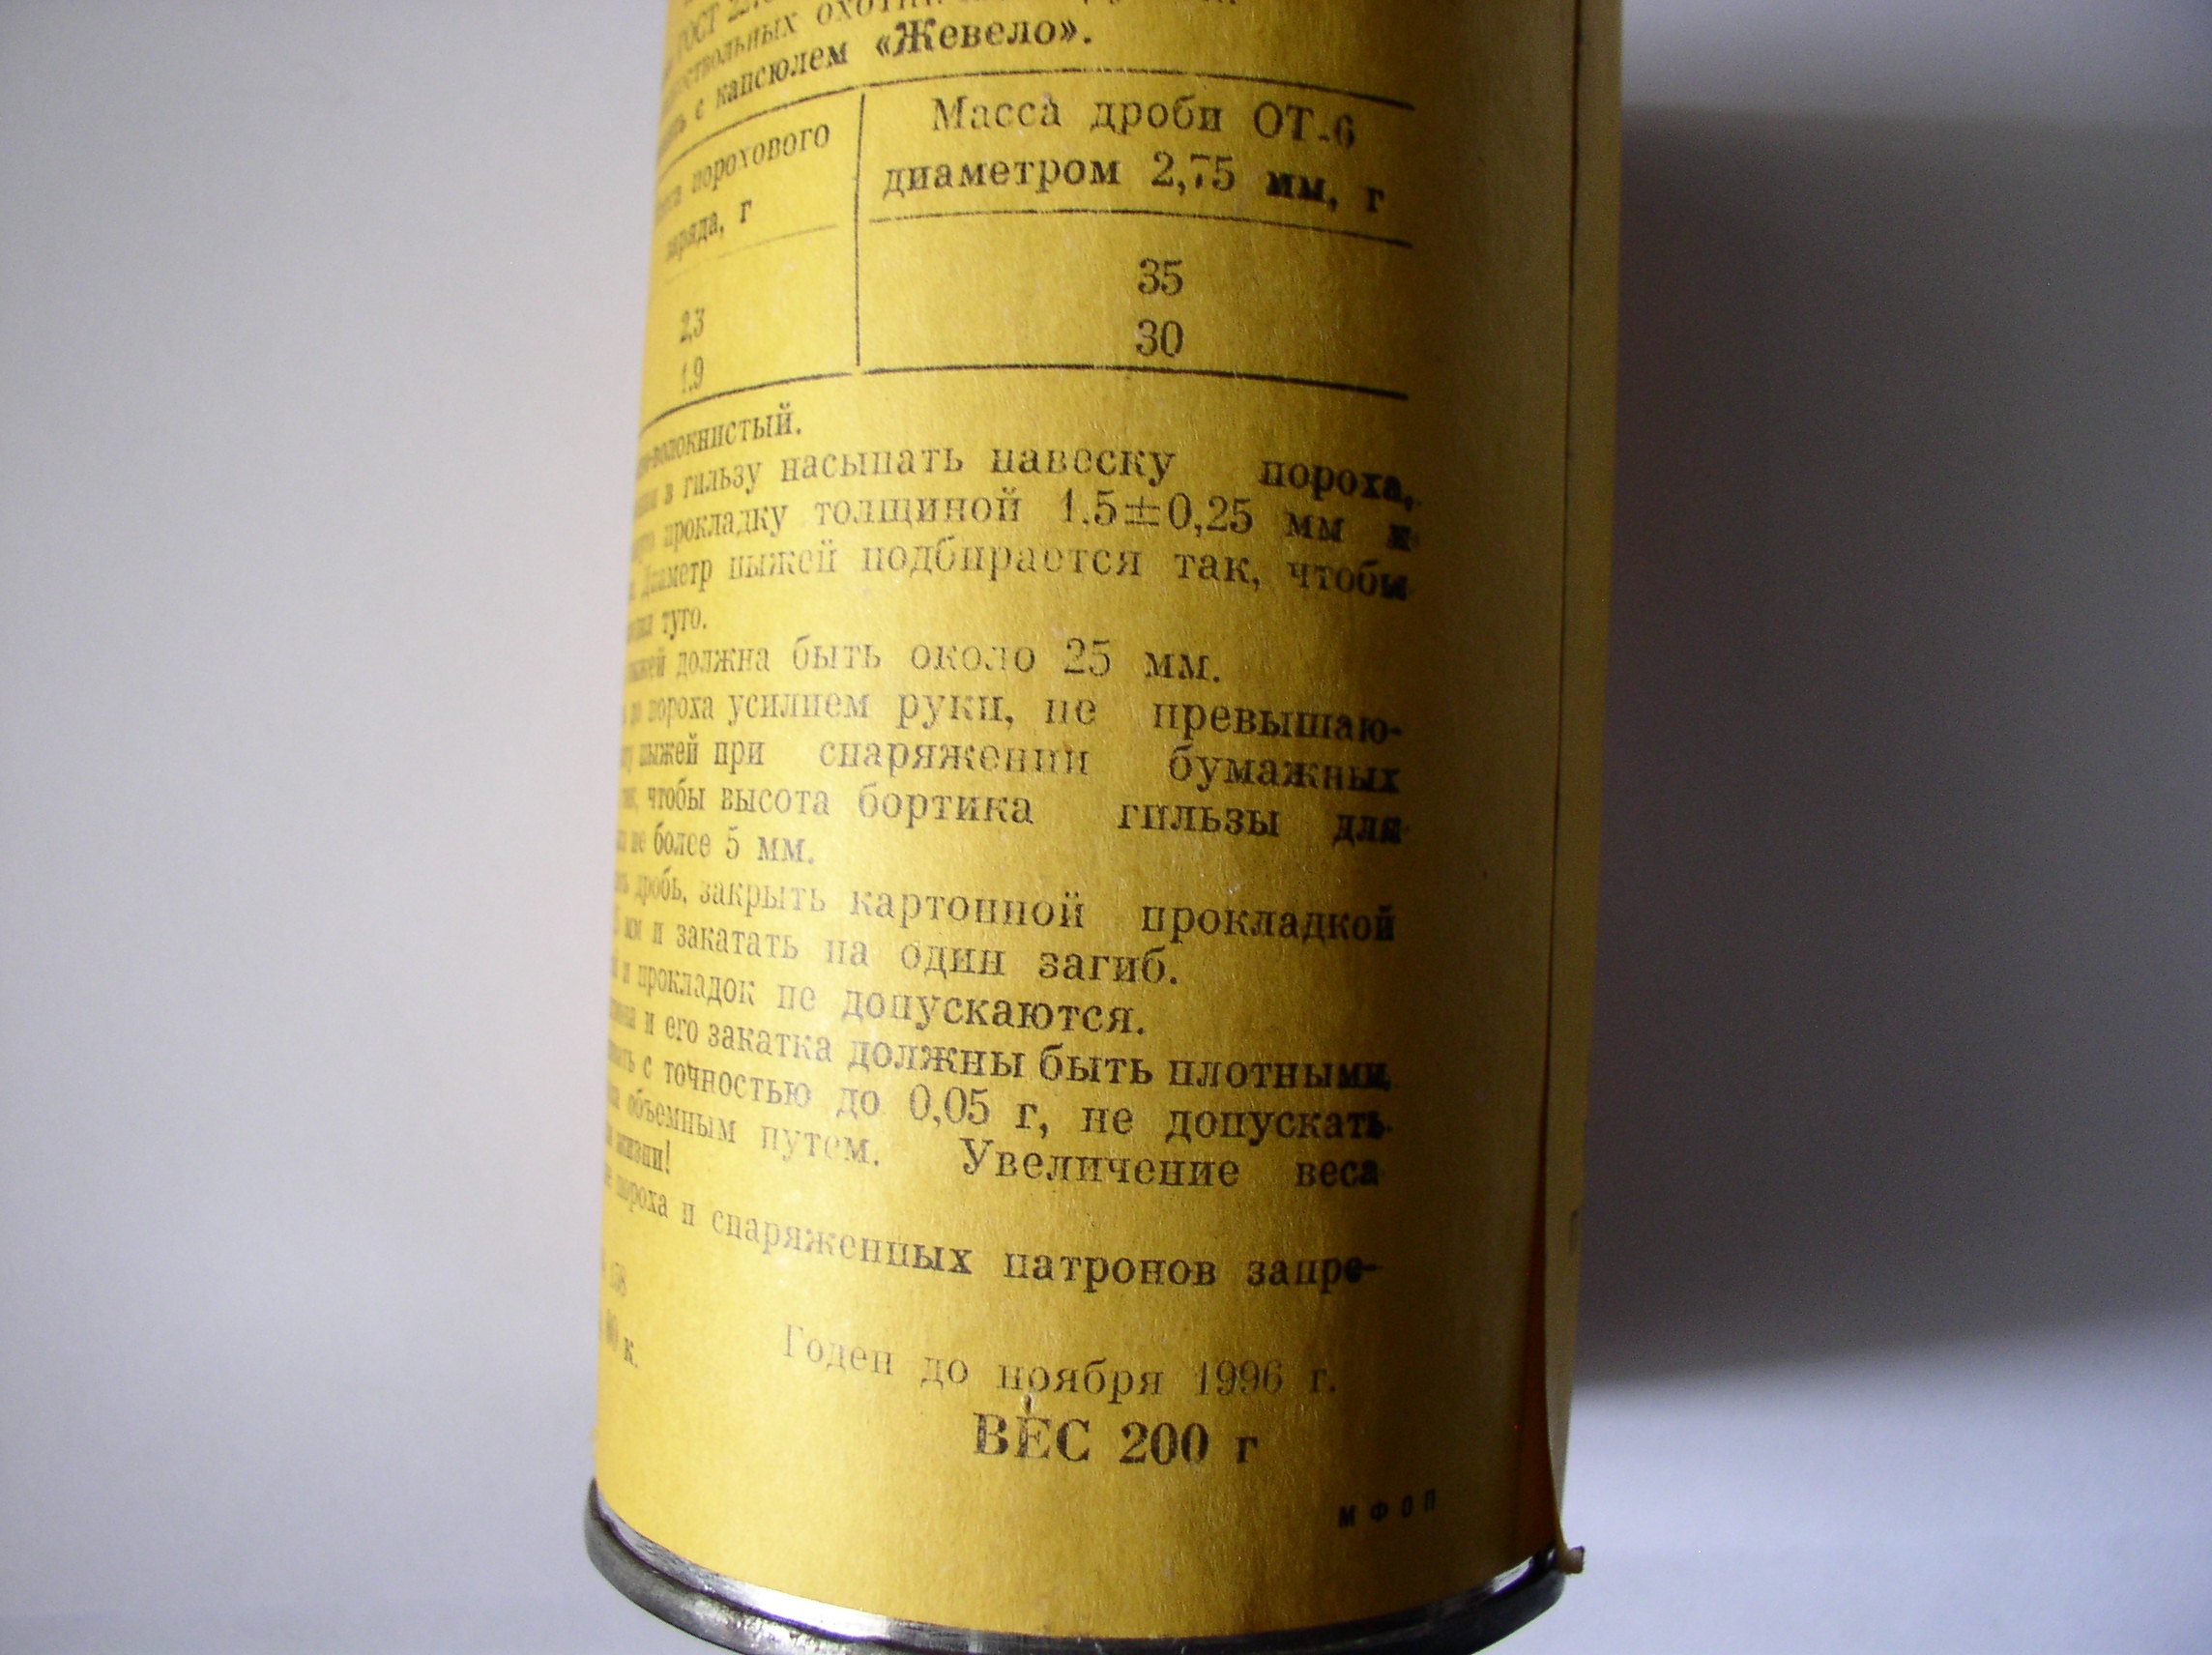 ГОСТ
охотни
с капсюлем «Жевело».
порохового
заряда, г
Масса дроби ОТ-6
диаметром 2,75 мм, г
2,3 35
1,9 30
волокнистый.
в гильзу насыпать навеску пороха,
прокладку толщиной 1.5±0,25 мм и
Диаметр пыжей подбирается так, чтобы
туго.
пыжей должна быть около 25 мм.
до пороха усилием руки, не превышаю-
пыжей при снаряжении бумажных
так, чтобы высота бортика гильзы для
не более 5 мм.
дробь, закрыть картонной прокладкой
мм и закатать на один загиб.
и прокладок не допускаются.
и его закатка должны быть плотными,
с точностью до 0,05 г, не допускать
объемным путем. Увеличение веса
жизни!
пороха и снаряженных патронов запре-
к.
Годен до ноября 1996 г.
ВЕС 200 г
МФОП